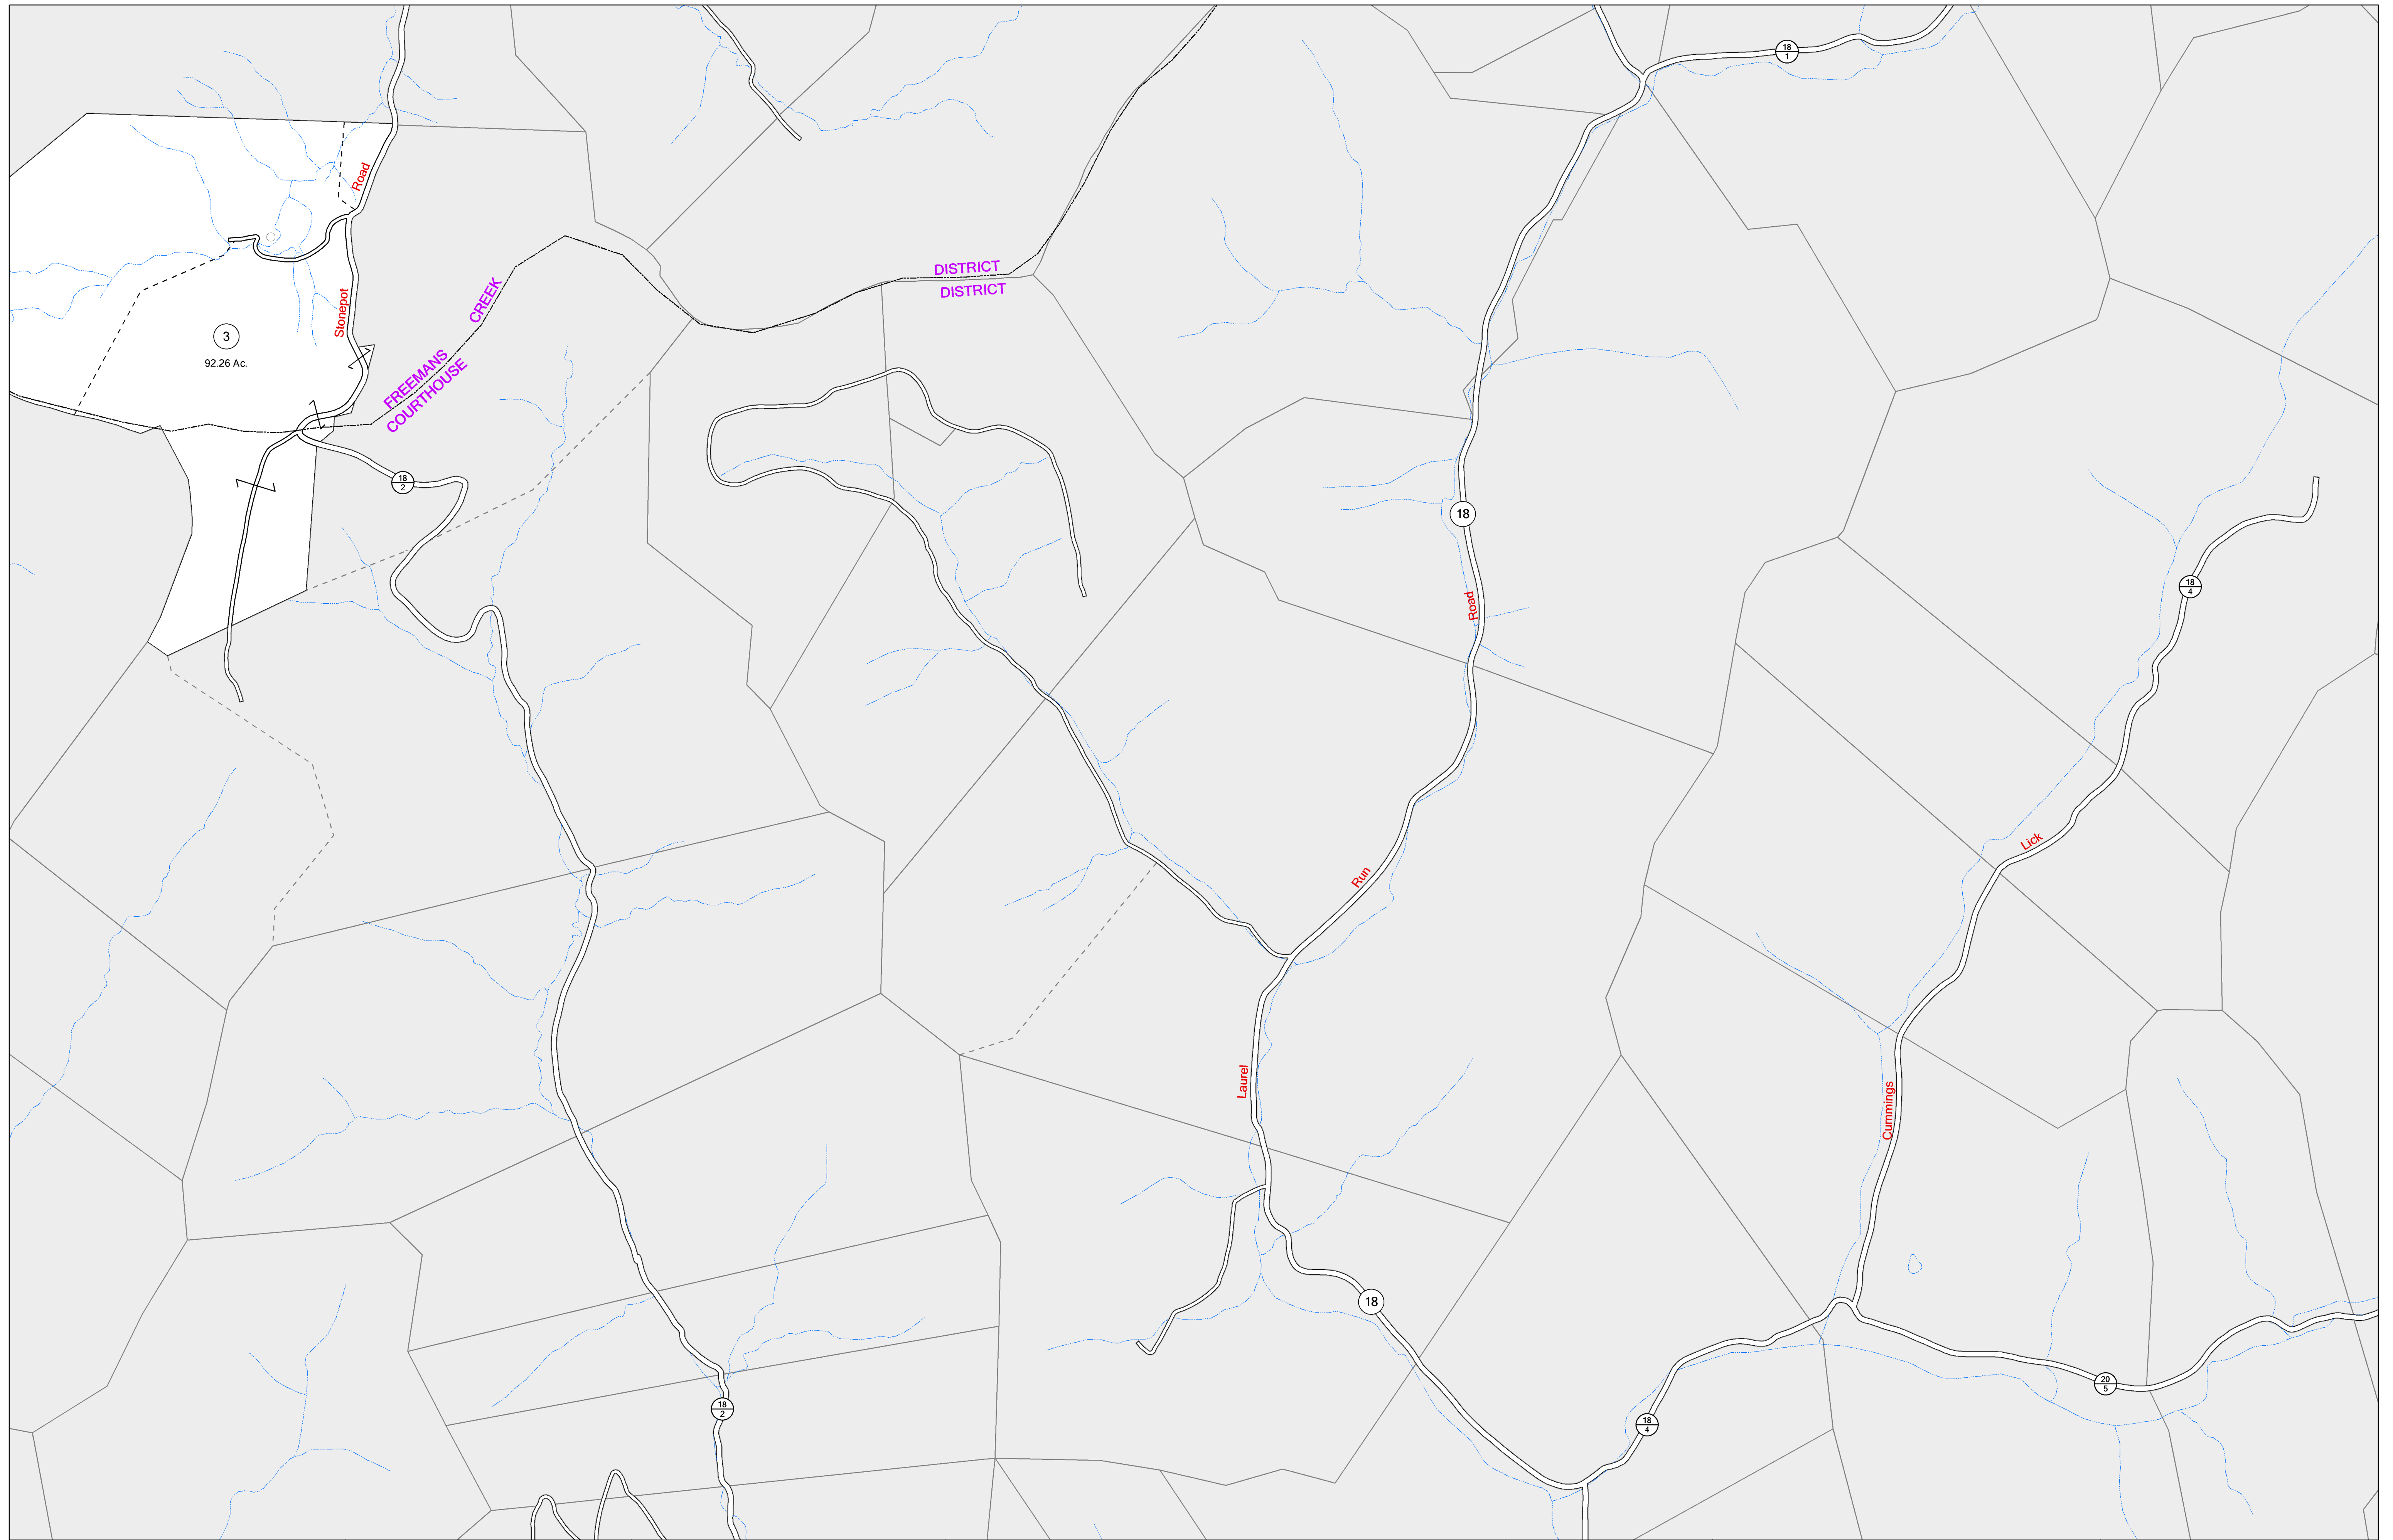 18
1
Road
DISTRICT
DISTRICT
CREEK
Stonepot
3
92.26 Ac.
FREEMANS
COURTHOUSE
18
2
18
18
4
Road
Lick
Run
Laurel
Cummings
18
20
5
18
2
18
4